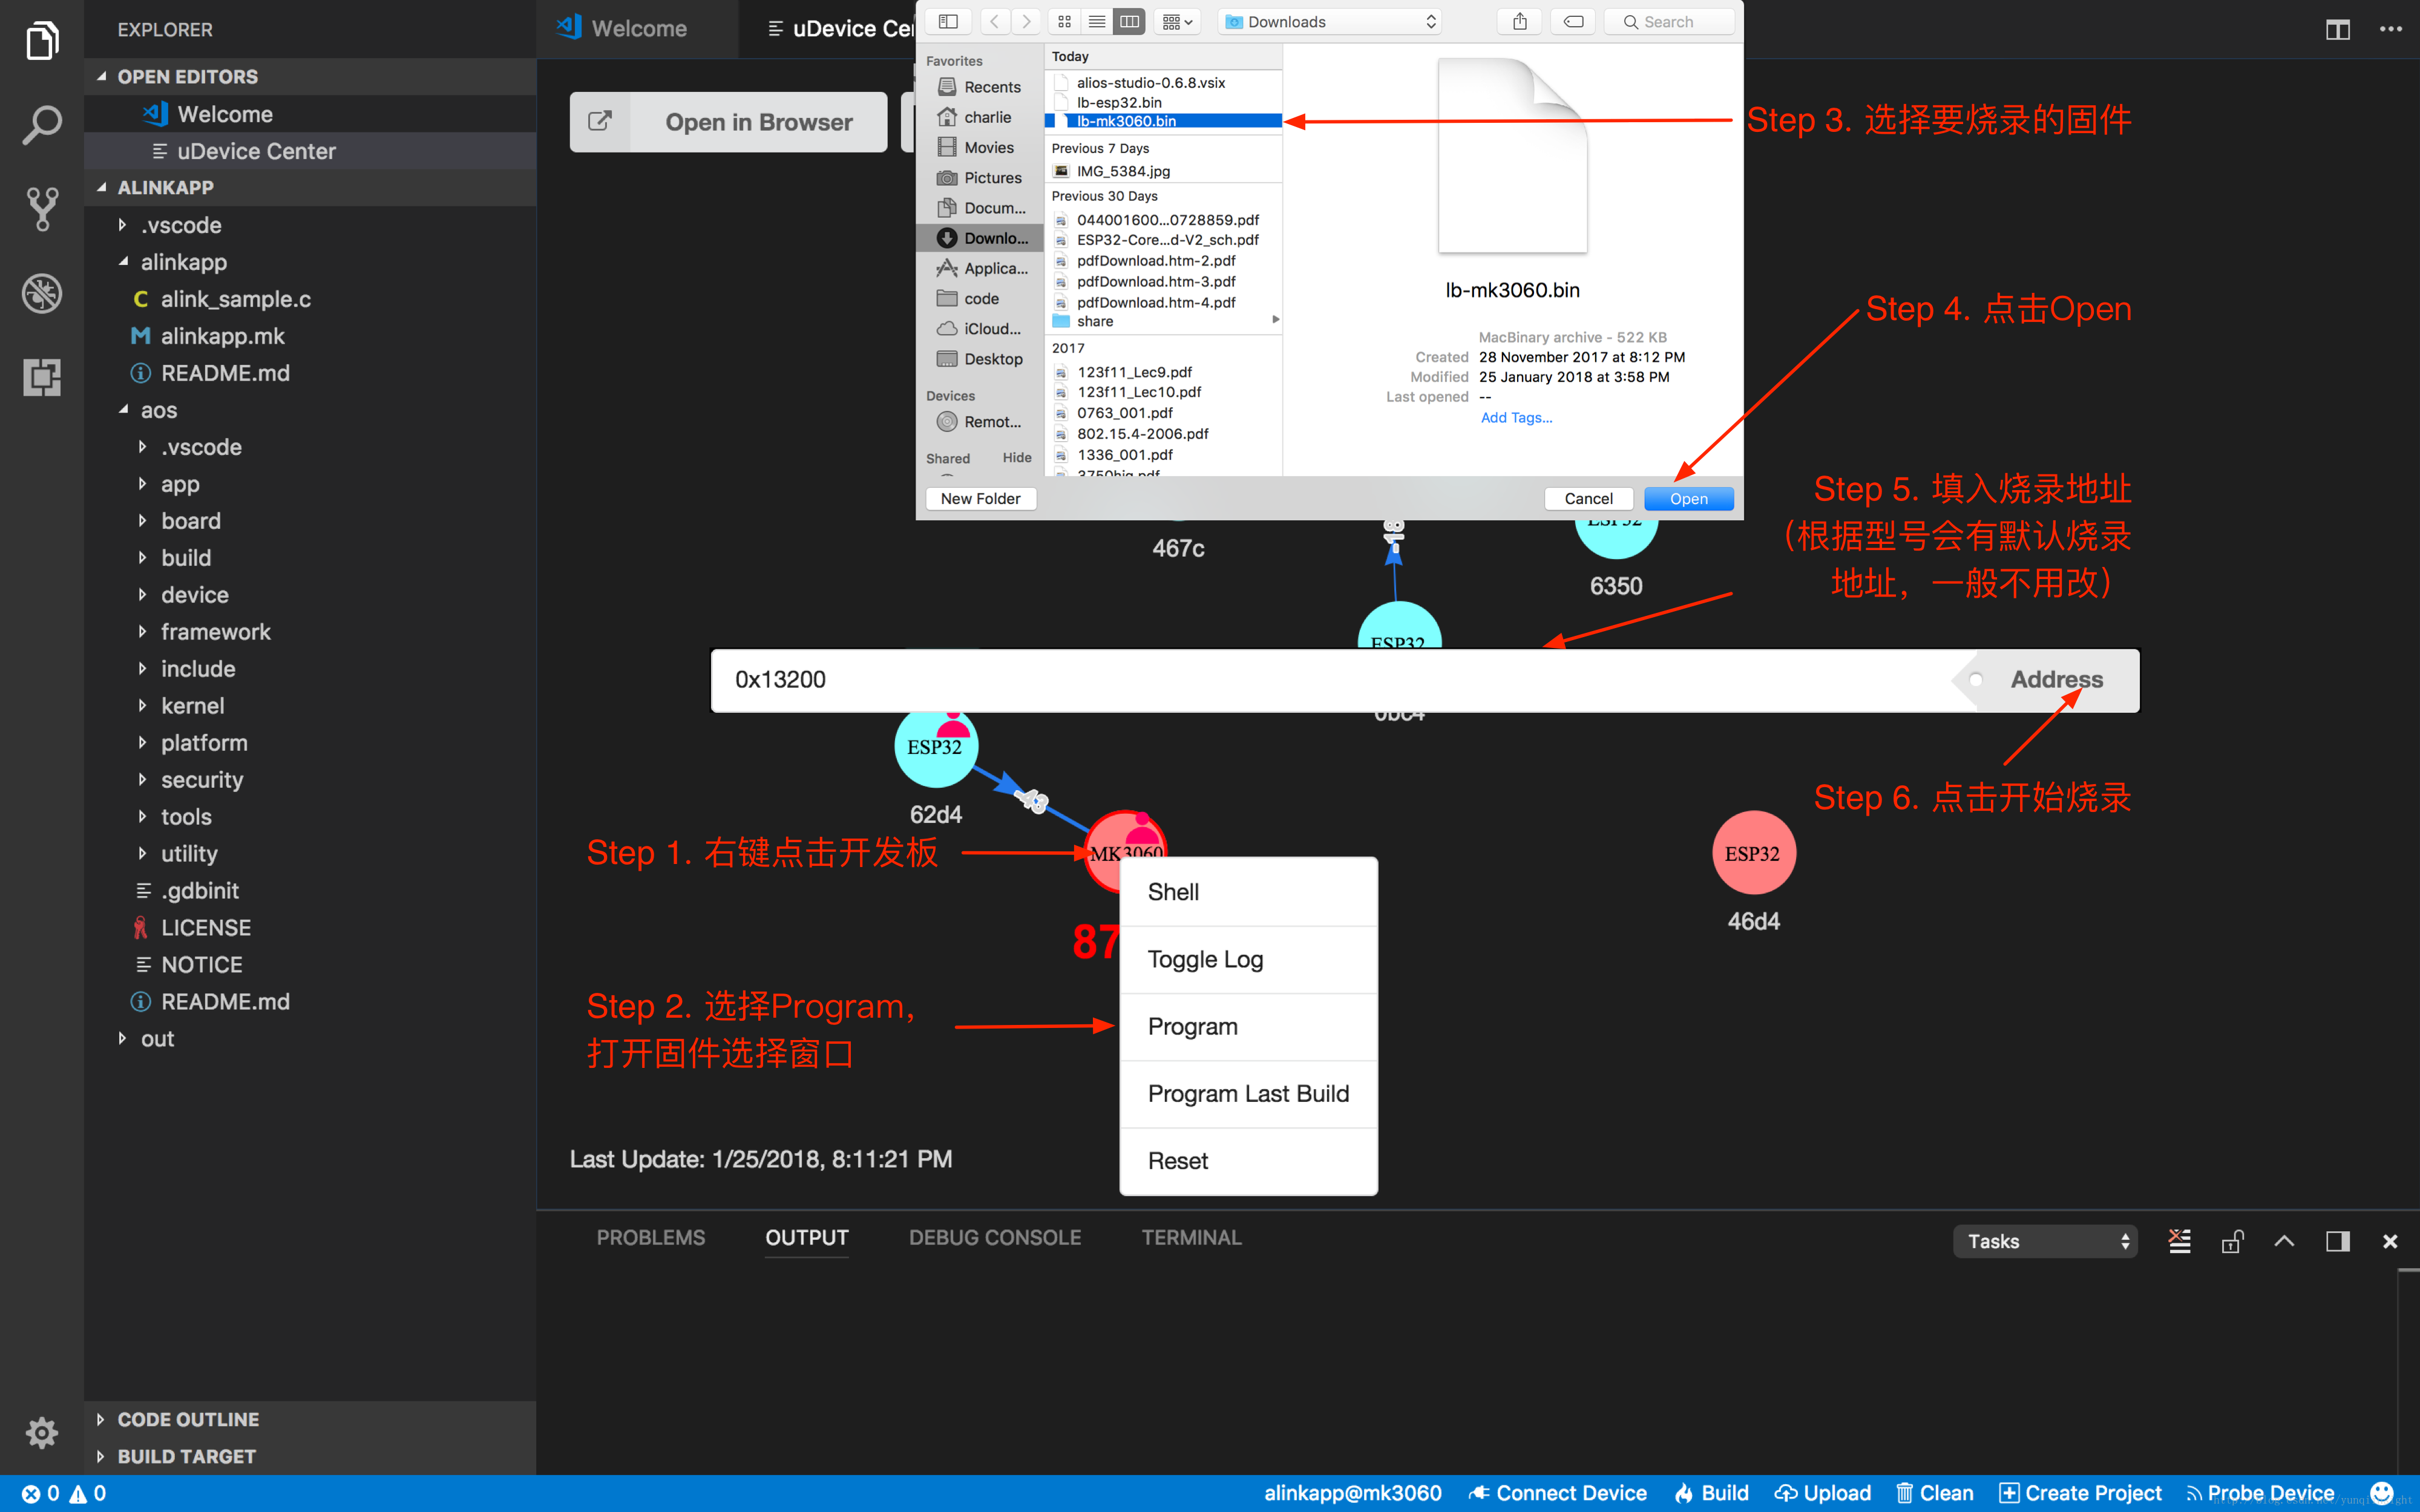 EXPLORER
OPEN EDITORS
Welcome
uDevice Center
ALINKAPP
.vscode
alinkapp
alink_sample.c
alinkapp.mk
README.md
aos
.vscode
app
board
build
device
framework
include
kernel
platform
security
tools
utility
.gdbinit
LICENSE
NOTICE
README.md
out
CODE OUTLINE
BUILD TARGET
Welcome
uDevice Cen
Open in Browser
Downloads
Search
Favorites
Recents
charlie
Movies
Pictures
Docum...
Downlo...
Applica...
code
iCloud...
Desktop
Devices
Remot...
Shared
Hide
Today
alios-studio-0.6.8.vsix
lb-esp32.bin
lb-mk3060.bin
Previous 7 Days
IMG_5384.jpg
Previous 30 Days
044001600...0728859.pdf
ESP32-Core...d-V2_sch.pdf
pdfDownload.htm-2.pdf
pdfDownload.htm-3.pdf
pdfDownload.htm-4.pdf
share
2017
123f11_Lec9.pdf
123f11_Lec10.pdf
0763_001.pdf
802.15.4-2006.pdf
1336_001.pdf
lb-mk3060.bin
MacBinary archive - 522 KB
Created 28 November 2017 at 8:12 PM
Modified 25 January 2018 at 3:58 PM
Last opened --
Add Tags...
New Folder
Cancel
Open
Step 3. 选择要烧录的固件
Step 4. 点击Open
Step 5. 填入烧录地址
（根据型号会有默认烧录
地址，一般不用改）
467c
ESP32
6350
ESP32
0x13200
Address
0bc4
ESP32
62d4
Step 6. 点击开始烧录
Step 1. 右键点击开发板
MK3060
ESP32
46d4
87
Step 2. 选择Program，
打开固件选择窗口
Shell
Toggle Log
Program
Program Last Build
Reset
Last Update: 1/25/2018, 8:11:21 PM
PROBLEMS
OUTPUT
DEBUG CONSOLE
TERMINAL
Tasks
0
0
alinkapp@mk3060
Connect Device
Build
Upload
Clean
Create Project
Probe Device